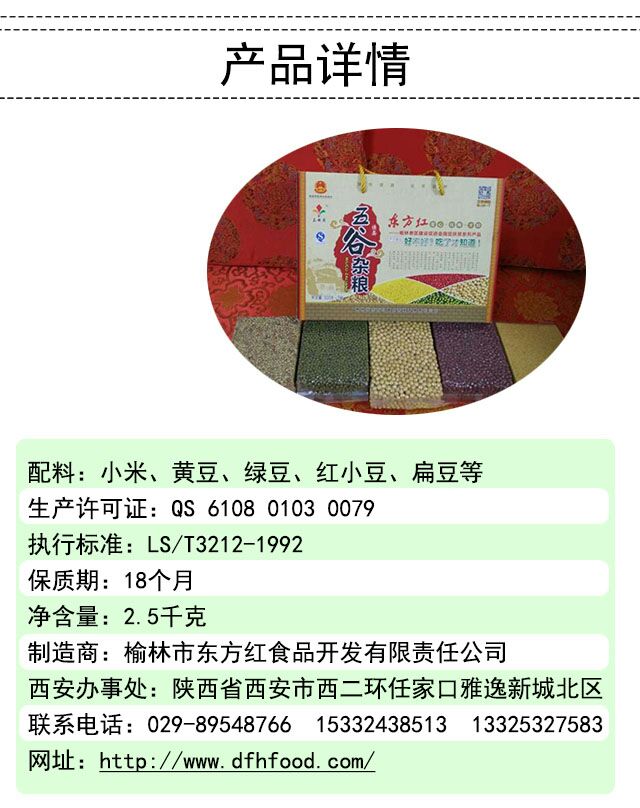 产品详情
五谷杂粮
东方红
好不好？吃了才知道！
配料：小米、黄豆、绿豆、红小豆、扁豆等
生产许可证：QS 6108 0103 0079
执行标准：LS/T3212-1992
保质期：18个月
净含量：2.5千克
制造商：榆林市东方红食品开发有限责任公司
西安办事处：陕西省西安市西二环任家口雅逸新城北区
联系电话：029-89548766 15332438513 13325327583
网址：http://www.dfhfood.com/